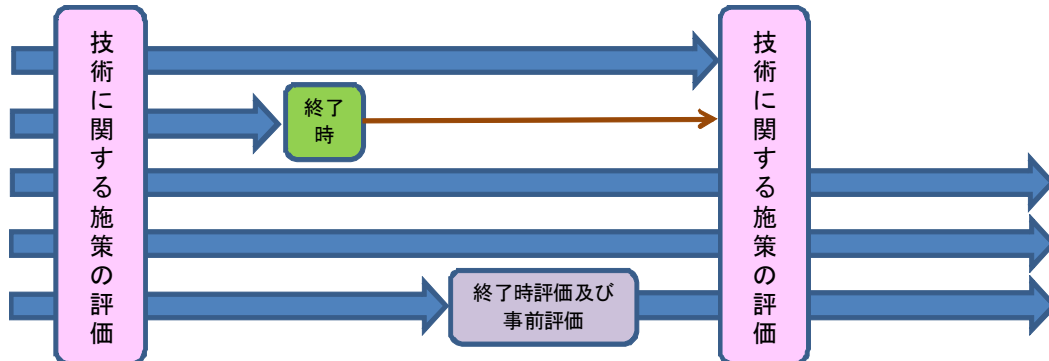 技術に関する施策の評価
終了
時
終了時評価及び
事前評価
技術に関する施策の評価